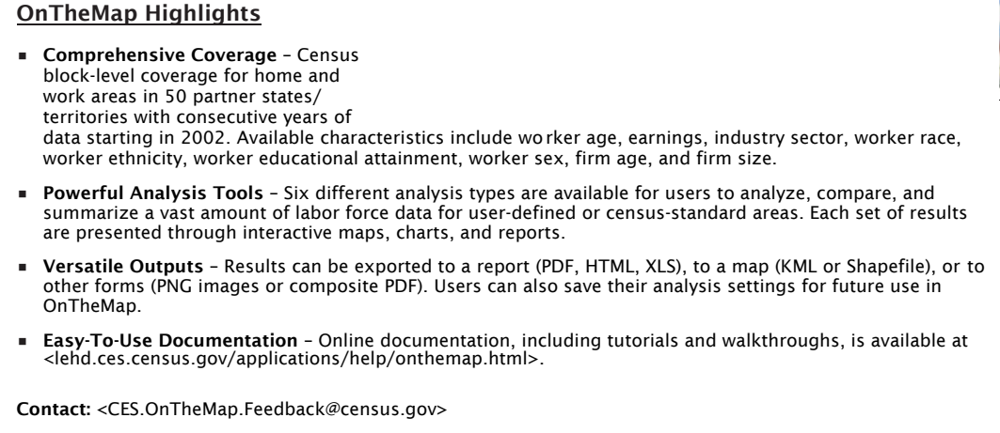 OnTheMap Highlights
▪ Comprehensive Coverage – Census
block-level coverage for home and
work areas in 50 partner states/
territories with consecutive years of
data starting in 2002. Available characteristics include wo rker age, earnings, industry sector, worker race,
worker ethnicity, worker educational attainment, worker sex, firm age, and firm size.
▪ Powerful Analysis Tools – Six different analysis types are available for users to analyze, compare, and
summarize a vast amount of labor force data for user-defined or census-standard areas. Each set of results
are presented through interactive maps, charts, and reports.
▪ Versatile Outputs – Results can be exported to a report (PDF, HTML, XLS), to a map (KML or Shapefile), or to
other forms (PNG images or composite PDF). Users can also save their analysis settings for future use in
OnTheMap.
▪ Easy-To-Use Documentation – Online documentation, including tutorials and walkthroughs, is available at
<lehd.ces.census.gov/applications/help/onthemap.html>.
Contact: <CES.OnTheMap.Feedback@census.gov>